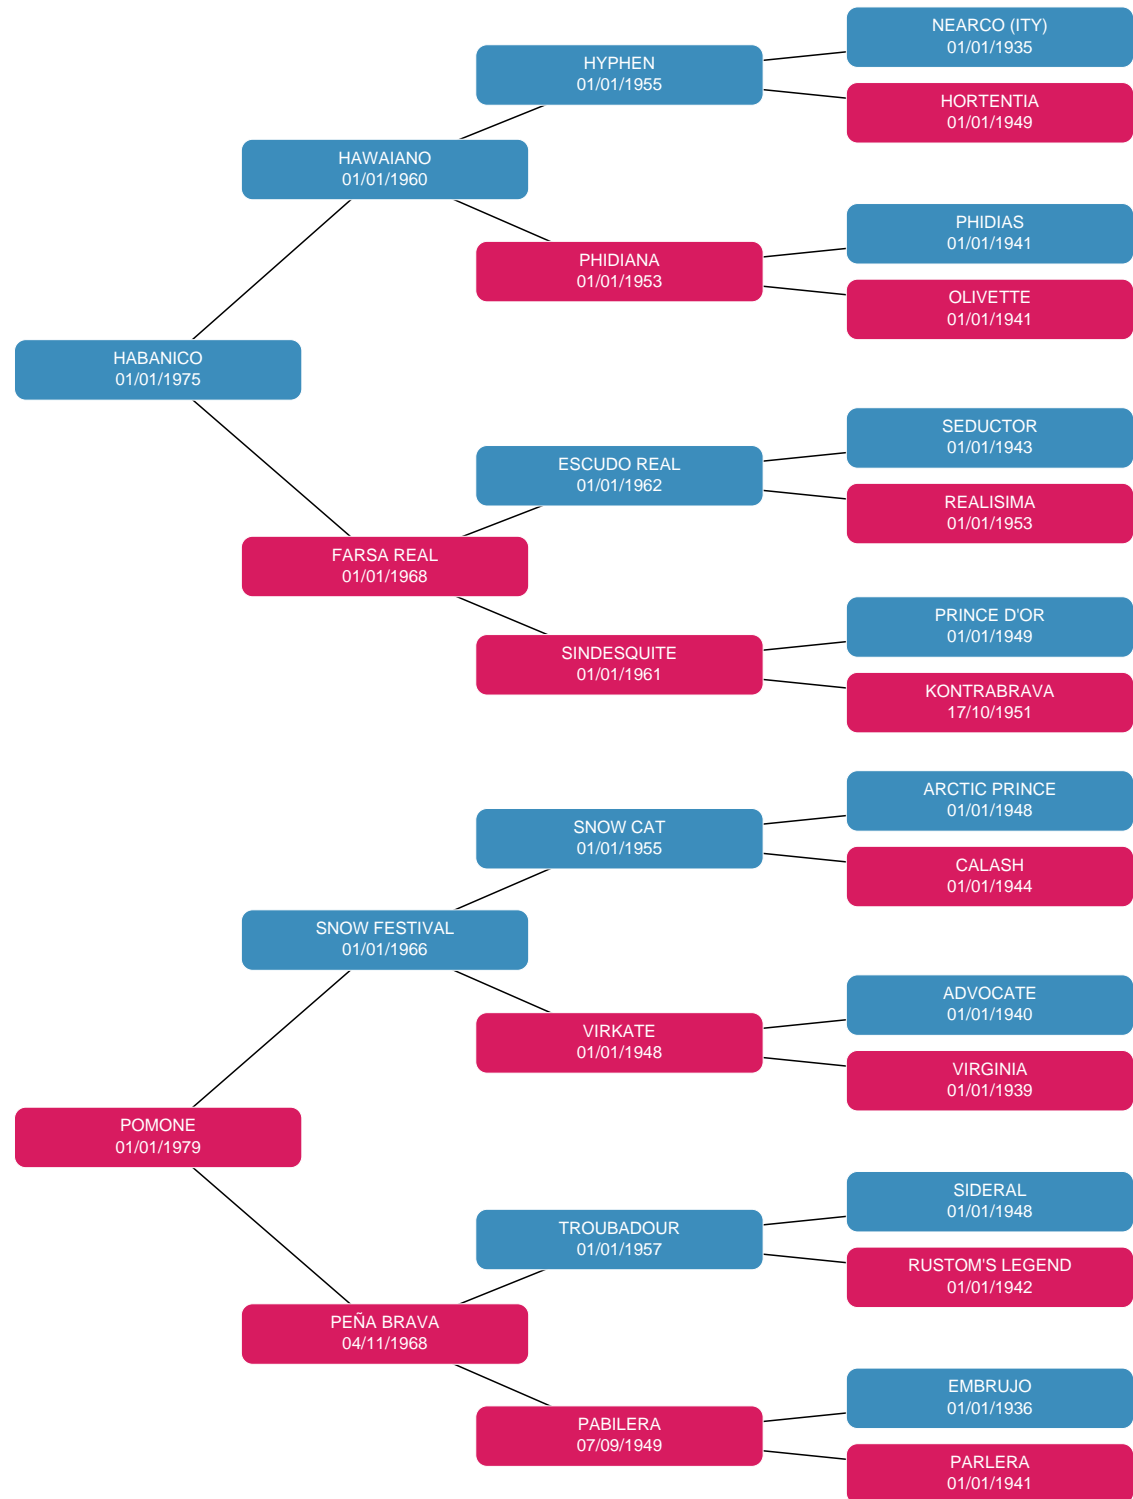 NEARCO (ITY)
01/01/1935
HYPHEN
01/01/1955
HORTENTIA
01/01/1949
HAWAIANO
01/01/1960
PHIDIAS
01/01/1941
PHIDIANA
01/01/1953
OLIVETTE
01/01/1941
HABANICO
01/01/1975
SEDUCTOR
01/01/1943
ESCUDO REAL
01/01/1962
REALISIMA
01/01/1953
FARSA REAL
01/01/1968
PRINCE D'OR
01/01/1949
SINDESQUITE
01/01/1961
KONTRABRAVA
17/10/1951
ARCTIC PRINCE
01/01/1948
SNOW CAT
01/01/1955
CALASH
01/01/1944
SNOW FESTIVAL
01/01/1966
ADVOCATE
01/01/1940
VIRKATE
01/01/1948
VIRGINIA
01/01/1939
POMONE
01/01/1979
SIDERAL
01/01/1948
TROUBADOUR
01/01/1957
RUSTOM'S LEGEND
01/01/1942
PEÑA BRAVA
04/11/1968
EMBRUJO
01/01/1936
PABILERA
07/09/1949
PARLERA
01/01/1941